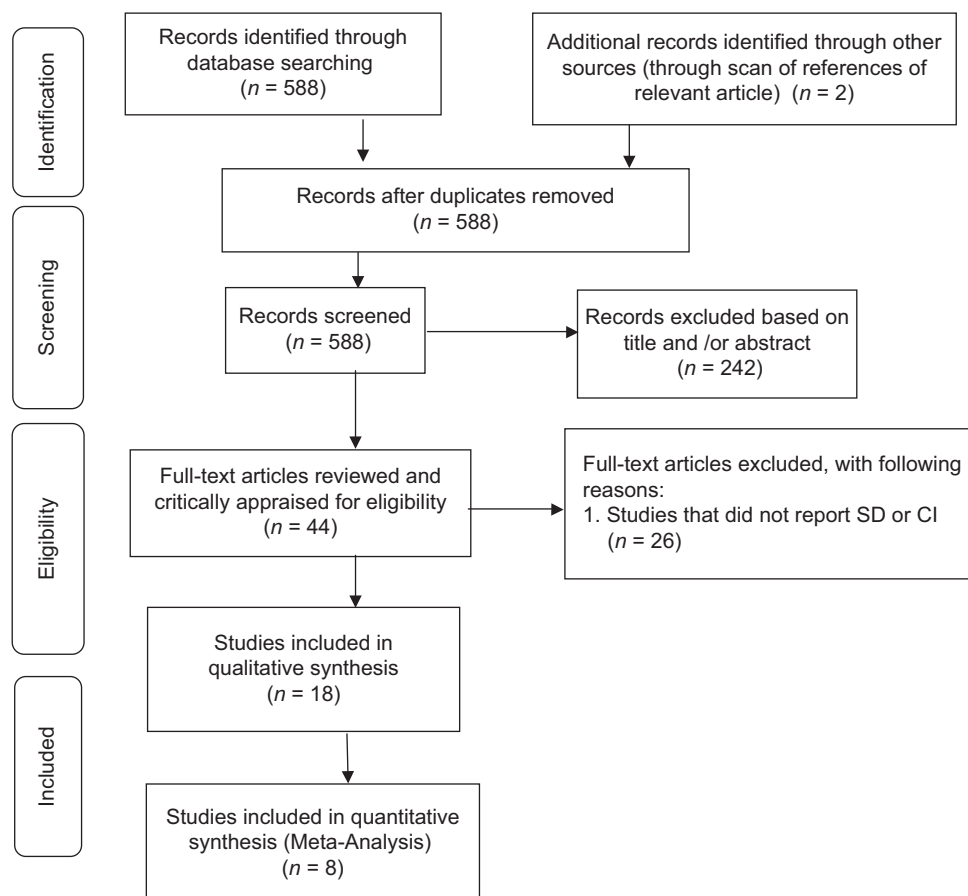 Identification
Records identified through
database searching
(n = 588)
Additional records identified through other
sources (through scan of references of
relevant article) (n = 2)
Records after duplicates removed
(n = 588)
Screening
Records screened
(n = 588)
Records excluded based on
title and /or abstract
(n = 242)
Eligibility
Full-text articles reviewed and
critically appraised for eligibility
(n = 44)
Full-text articles excluded, with following
reasons:
1. Studies that did not report SD or CI
(n = 26)
Studies included in
qualitative synthesis
(n = 18)
Included
Studies included in quantitative
synthesis (Meta-Analysis)
(n = 8)